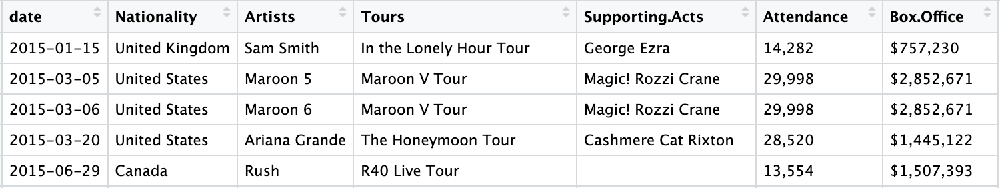 date Nationality Artists Tours Supporting.Acts Attendance Box.Office
2015-01-15 United Kingdom Sam Smith In the Lonely Hour Tour George Ezra 14,282 $757,230
2015-03-05 United States Maroon 5 Maroon V Tour Magic! Rozzi Crane 29,998 $2,852,671
2015-03-06 United States Maroon 6 Maroon V Tour Magic! Rozzi Crane 29,998 $2,852,671
2015-03-20 United States Ariana Grande The Honeymoon Tour Cashmere Cat Rixton 28,520 $1,445,122
2015-06-29 Canada Rush R40 Live Tour 13,554 $1,507,393